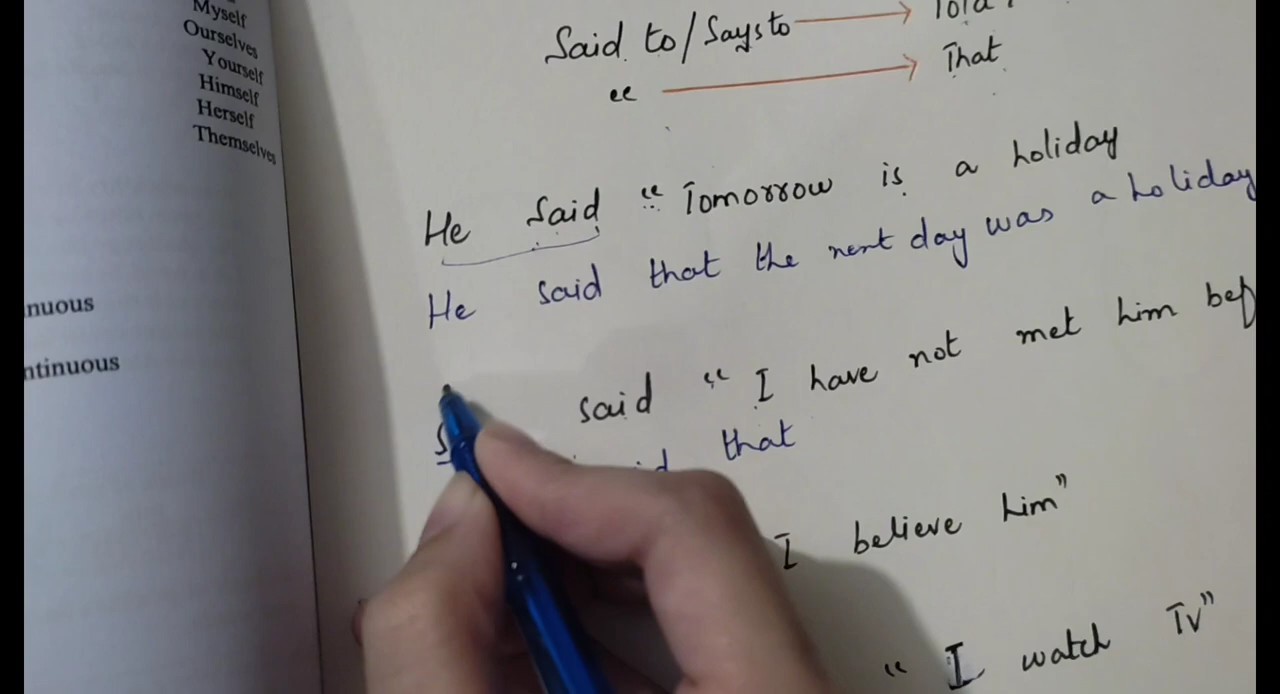 Myself
Ourselves
Yourself
Himself
Herself
Themselves
nuous
ntinuous
Said to/Says to
“ That
He Said “ Tomorrow is a holiday
He said that the next day was a holiday
said “ I have not met him bef
that
I believe him”
“ I watch TV”